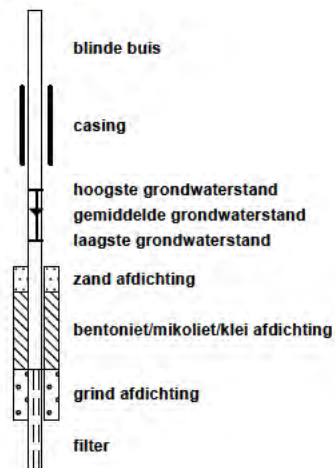 blinde buis
casing
hoogste grondwaterstand
gemiddelde grondwaterstand
laagste grondwaterstand
zand afdichting
bentoniet/mikoliet/klei afdichting
grind afdichting
filter